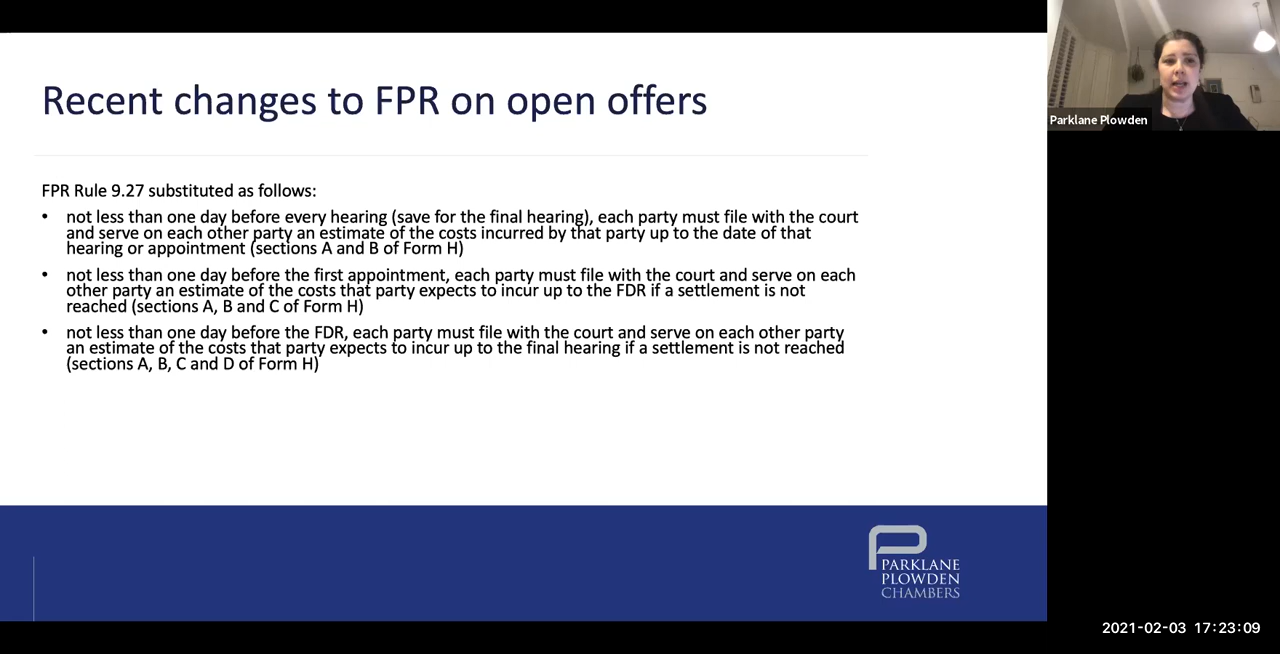 Recent changes to FPR on open offers
FPR Rule 9.27 substituted as follows:
• not less than one day before every hearing (save for the final hearing), each party must file with the court
and serve on each other party an estimate of the costs incurred by that party up to the date of that
hearing or appointment (sections A and B of Form H)
• not less than one day before the first appointment, each party must file with the court and serve on each
other party an estimate of the costs that party expects to incur up to the FDR if a settlement is not
reached (sections A, B and C of Form H)
• not less than one day before the FDR, each party must file with the court and serve on each other party
an estimate of the costs that party expects to incur up to the final hearing if a settlement is not reached
(sections A, B, C and D of Form H)
PARKLANE
PLOWDEN
CHAMBERS
Parklane Plowden
2021-02-03 17:23:09